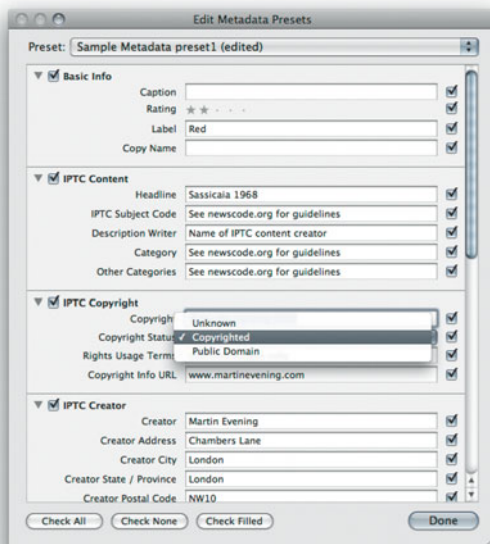 Edit Metadata Presets
Preset: Sample Metadata preset1 (edited)
Basic Info
Caption
Rating
Label Red
Copy Name
IPTC Content
Headline Sassicaia 1968
IPTC Subject Code See newscode.org for guidelines
Description Writer Name of IPTC content creator
Category See newscode.org for guidelines
Other Categories See newscode.org for guidelines
IPTC Copyright
Copyright
Unknown
Copyright Status ✓ Copyrighted
Public Domain
Rights Usage Terms
Copyright Info URL www.martinevening.com
IPTC Creator
Creator Martin Evening
Creator Address Chambers Lane
Creator City London
Creator State / Province London
Creator Postal Code NW10
Check All Check None Check Filled Done